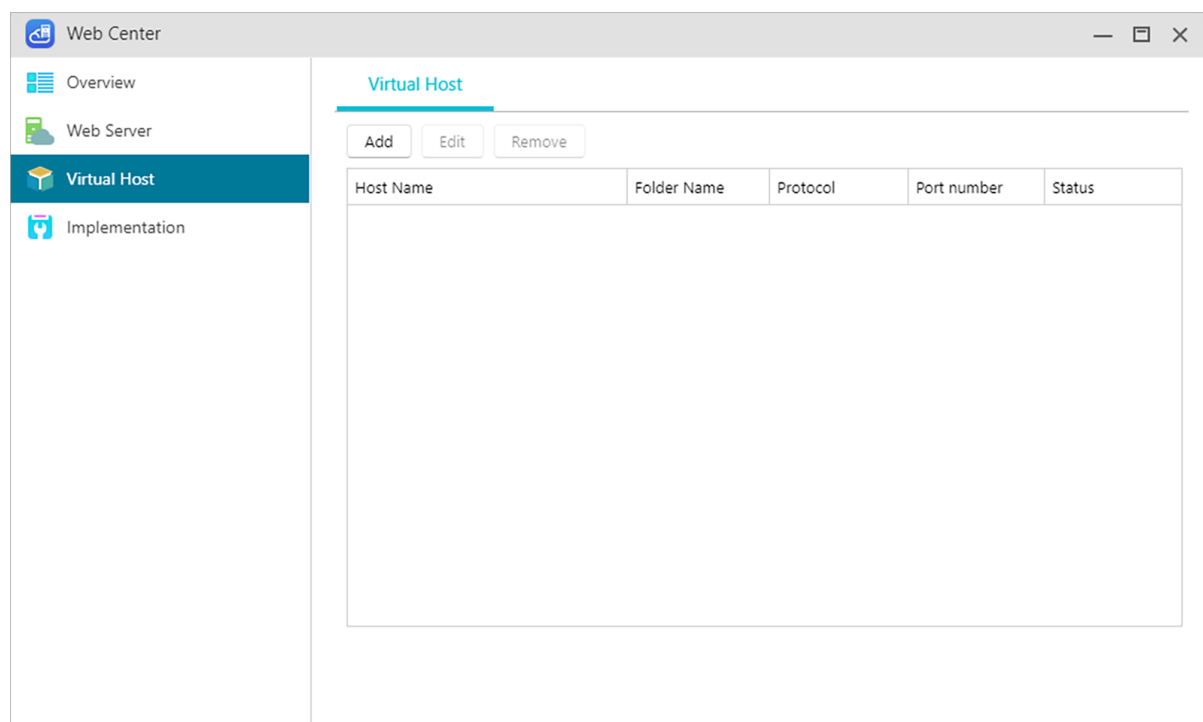 Web Center
Overview
Web Server
Virtual Host
Implementation
Virtual Host
Add Edit Remove
Host Name Folder Name Protocol Port number Status